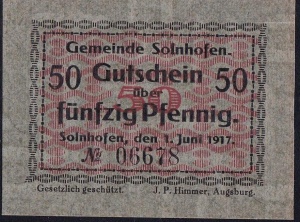 Gemeinde Solnhofen.
50 Gutschein 50
über
fünfzig Pfennig.
Solnhofen, den 1. Juni 1917.
№ 06678
Gesetzlich geschützt. J. P. Himmer, Augsburg.